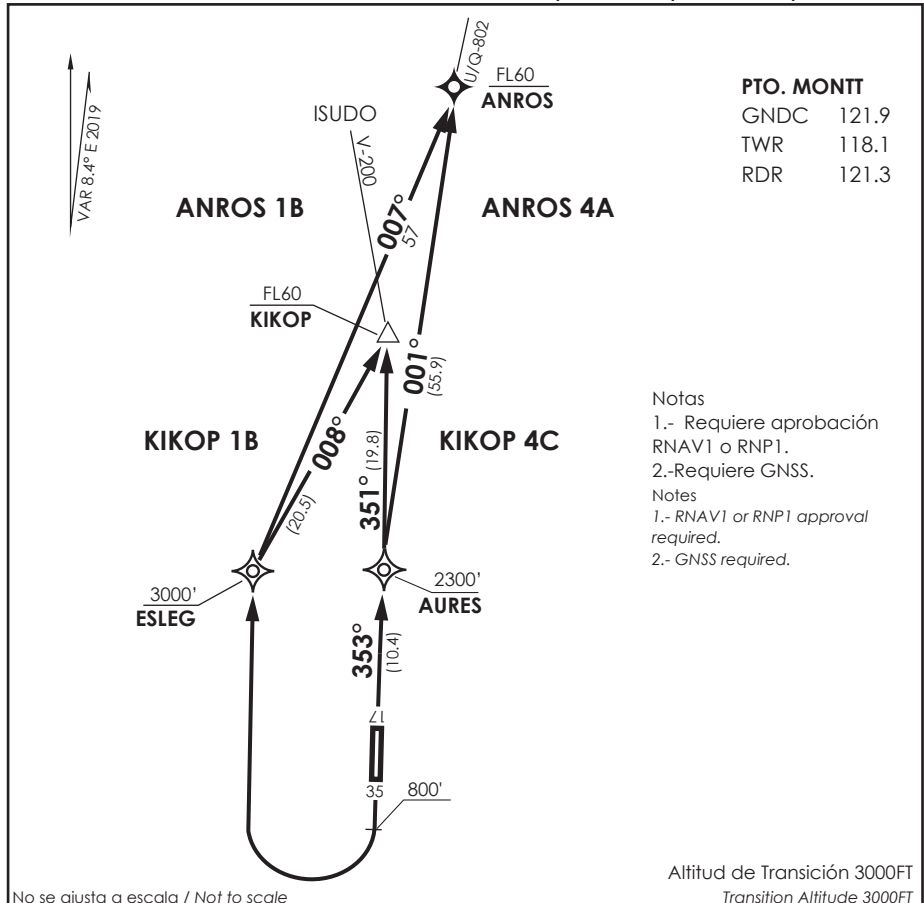 U/Q-802
FL60
ANROS
PTO. MONTT
GNDC 121.9
TWR 118.1
RDR 121.3
VAR 8.4° E 2019
ISUDO
V-200
ANROS 1B
ANROS 4A
007°
57
FL60
KIKOP
001°
(55.9)
KIKOP 1B
008°
(20.5)
351°
(19.8)
KIKOP 4C
Notas
1.- Requiere aprobación
RNAV1 o RNP1.
2.-Requiere GNSS.
Notes
1.- RNAV1 or RNP1 approval
required.
2.- GNSS required.
3000'
ESLEG
2300'
AURES
353°
(10.4)
17
35
800'
Altitud de Transición 3000FT
Transition Altitude 3000FT
No se ajusta a escala / Not to scale